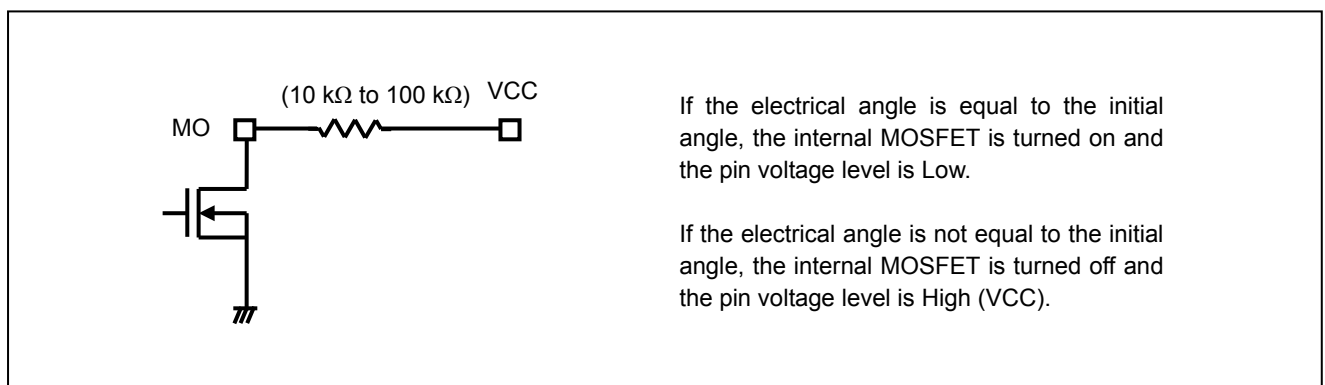 (10 kΩ to 100 kΩ) VCC
MO
If the electrical angle is equal to the initial
angle, the internal MOSFET is turned on and
the pin voltage level is Low.
If the electrical angle is not equal to the initial
angle, the internal MOSFET is turned off and
the pin voltage level is High (VCC).